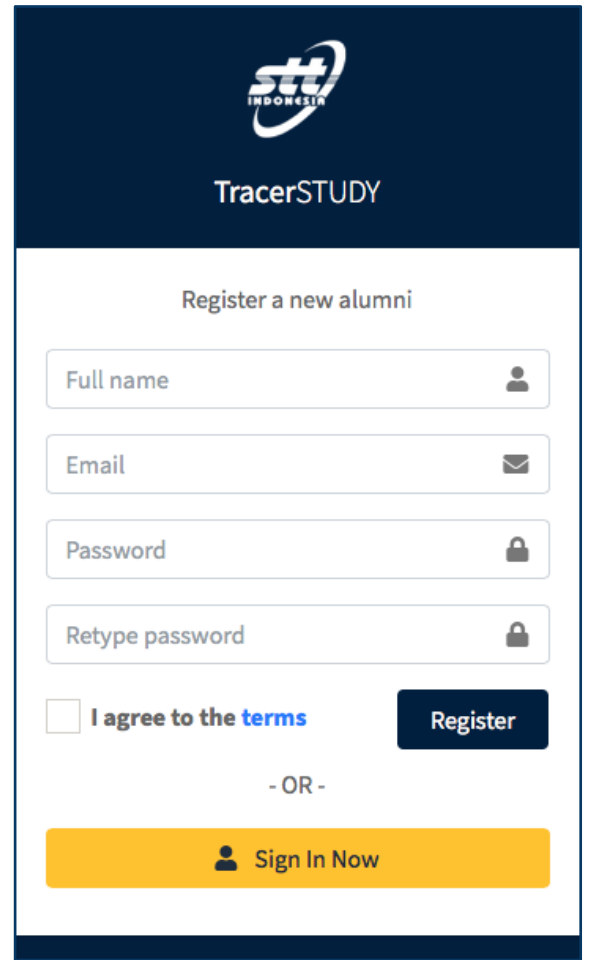 stt
INDONESIA
TracerSTUDY
Register a new alumni
Full name
Email
Password
Retype password
I agree to the terms
Register
- OR -
Sign In Now